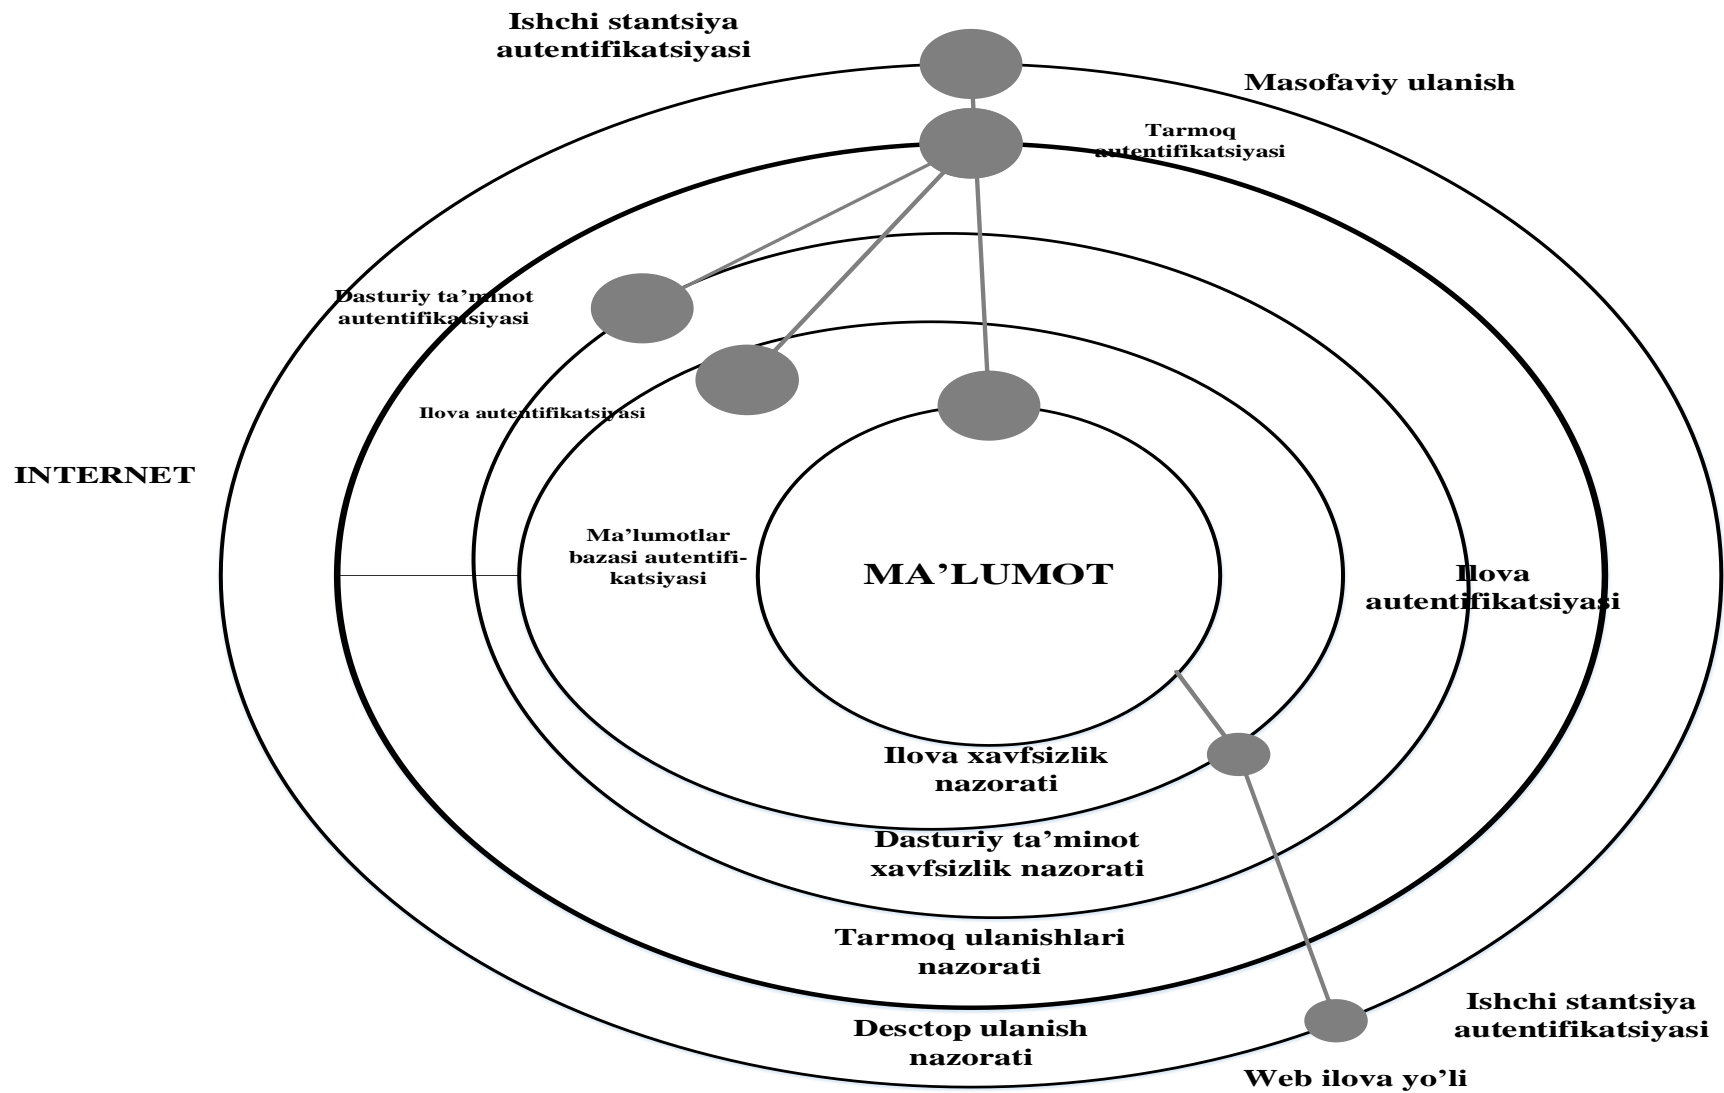 Ishchi stantsiya
autentifikatsiyasi
Masofaviy ulanish
Tarmoq
autentifikatsiyasi
Dasturiy ta’minot
autentifikatsiyasi
Ilova autentifikatsiyasi
INTERNET
Ma’lumotlar
bazasi autentifi-
katsiyasi
MA’LUMOT
Ilova
autentifikatsiyasi
Ilova xavfsizlik
nazorati
Dasturiy ta’minot
xavfsizlik nazorati
Tarmoq ulanishlari
nazorati
Desctop ulanish
nazorati
Ishchi stantsiya
autentifikatsiyasi
Web ilova yo’li